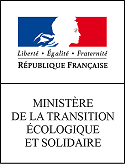 Liberté • Égalité • Fraternité
RÉPUBLIQUE FRANÇAISE
MINISTÈRE
DE LA TRANSITION
ÉCOLOGIQUE
ET SOLIDAIRE